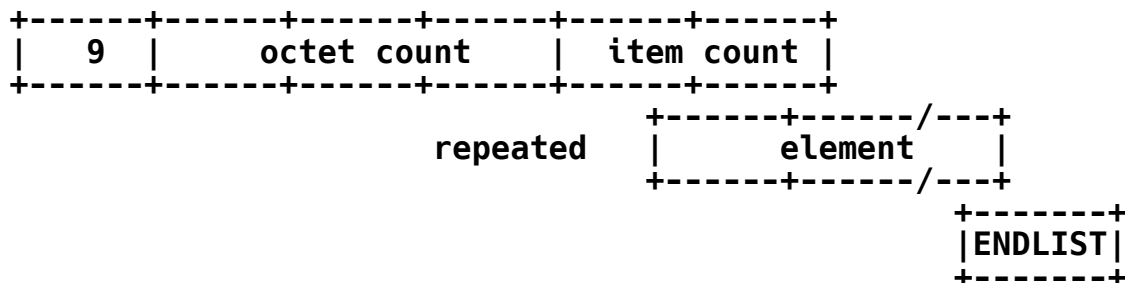 +------+------+------+------+------+------+
|   9  |     octet count    |  item count |
+------+------+------+------+------+------+
+------+------/---+
repeated   |      element    |
+------+------/---+
+-------+
|ENDLIST|
+-------+